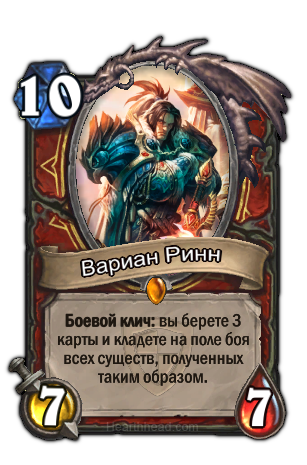 10
Вариан Ринн
Боевой клич: вы берете 3
карты и кладете на поле боя
всех существ, полученных
таким образом.
7
7
Hearthhead.com